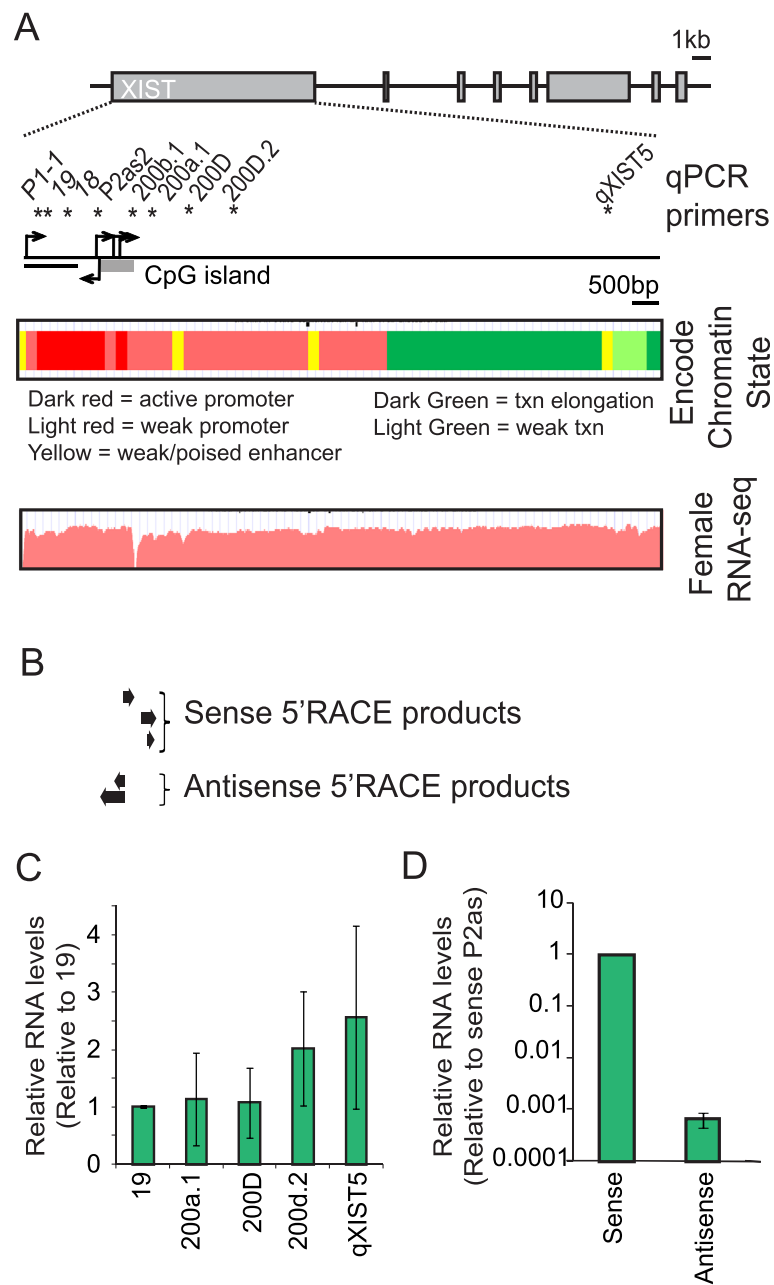 A
1kb
XIST
P1-1
19
18
P2as2
200b.1
200a.1
200D
200D.2
qXIST5
qPCR
primers
** * * * * * * *
CpG island
500bp
Encode
Chromatin
State
Dark red = active promoter
Light red = weak promoter
Yellow = weak/poised enhancer
Dark Green = txn elongation
Light Green = weak txn
Female
RNA-seq
B
Sense 5’RACE products
Antisense 5’RACE products
C
Relative RNA levels
(Relative to 19)
4
3
2
1
0
19
200a.1
200D
200d.2
qXIST5
D
Relative RNA levels
(Relative to sense P2as)
10
1
0.1
0.01
0.001
0.0001
Sense
Antisense